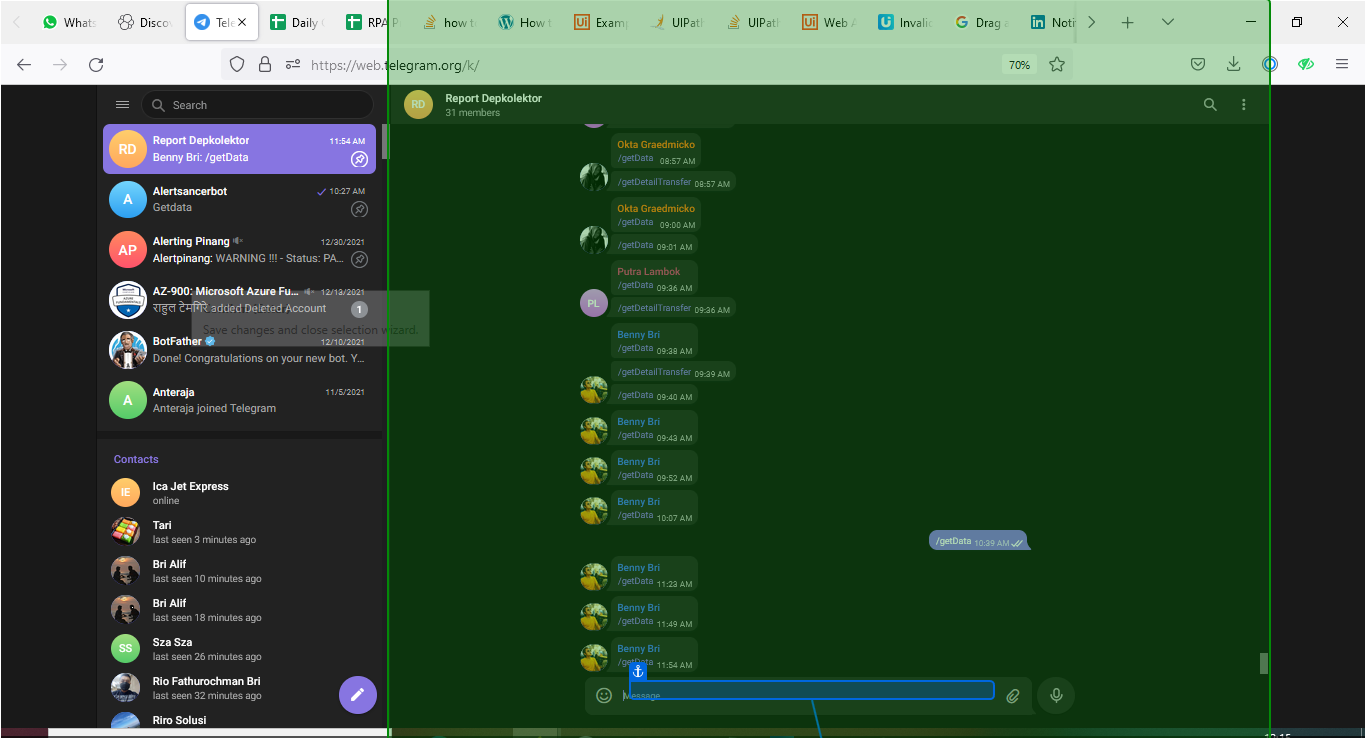 Whats
Discov
Tele
Daily
RPA P
how to
How t
Examp
UIPath
UIPath
Web A
Invalid
Drag a
Noti
https://web.telegram.org/k/
70%
Search
RD
Report Depkolektor
11:54 AM
Benny Bri: /getData
A
Alertsancerbot
10:27 AM
Getdata
AP
Alerting Pinang
12/30/2021
Alertpinang: WARNING !!! - Status: PA...
AZ-900: Microsoft Azure Fu...
12/13/2021
राहुल टेमगिरे added Deleted Account
1
Save changes and close selection wizard.
BotFather
12/10/2021
Done! Congratulations on your new bot. Y...
A
Anteraja
11/5/2021
Anteraja joined Telegram
Contacts
IE
Ica Jet Express
online
Tari
last seen 3 minutes ago
Bri Alif
last seen 10 minutes ago
Bri Alif
last seen 18 minutes ago
SS
Sza Sza
last seen 26 minutes ago
Rio Fathurochman Bri
last seen 32 minutes ago
Riro Solusi
RD
Report Depkolektor
31 members
Okta Graedmicko
/getData 08:57 AM
/getDetailTransfer 08:57 AM
Okta Graedmicko
/getData 09:00 AM
/getData 09:01 AM
Putra Lambok
/getData 09:36 AM
PL
/getDetailTransfer 09:36 AM
Benny Bri
/getData 09:38 AM
/getDetailTransfer 09:39 AM
/getData 09:40 AM
Benny Bri
/getData 09:43 AM
Benny Bri
/getData 09:52 AM
Benny Bri
/getData 10:07 AM
/getData 10:39 AM
Benny Bri
/getData 11:23 AM
Benny Bri
/getData 11:49 AM
Benny Bri
/getData 11:54 AM
Message